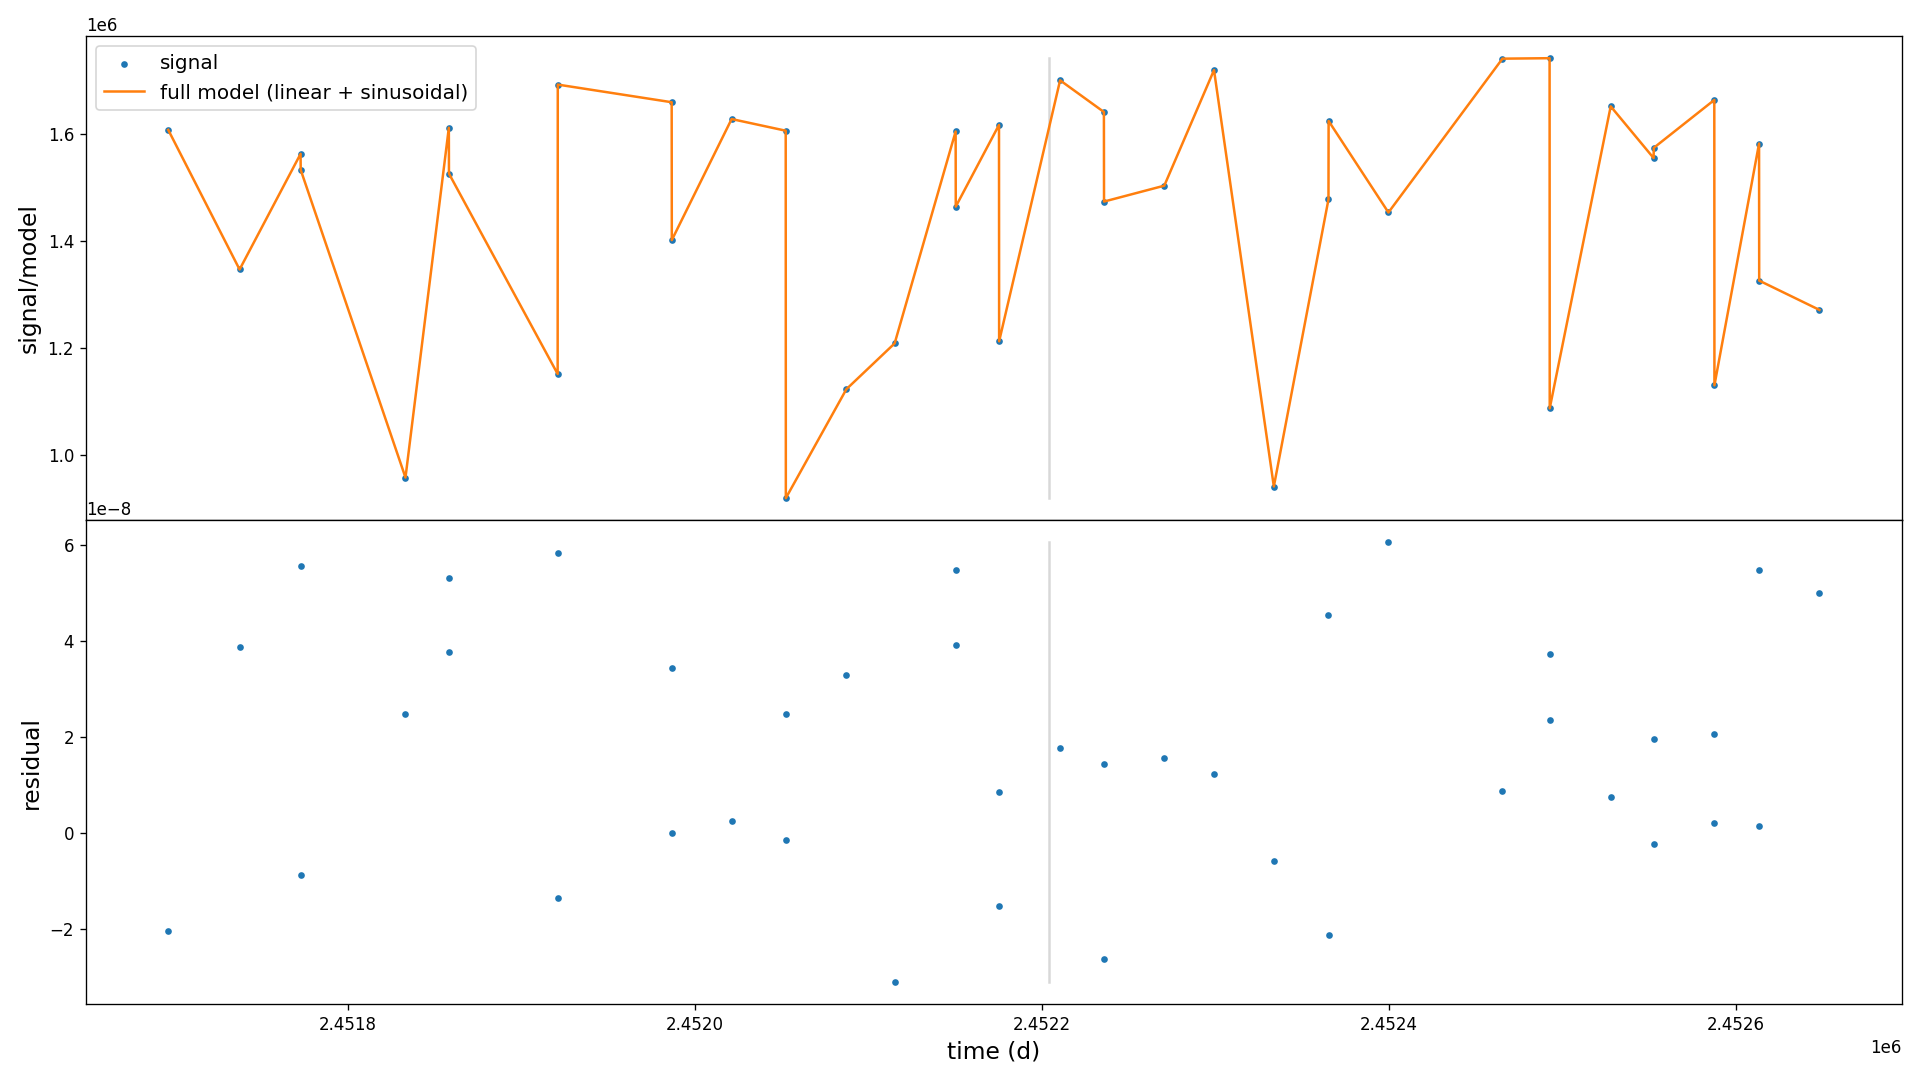 1e6
signal
full model (linear + sinusoidal)
1.6
1.4
1.2
1.0
signal/model
1e−8
6
4
2
0
−2
residual
2.4518
2.4520
2.4522
2.4524
2.4526
time (d)
1e6